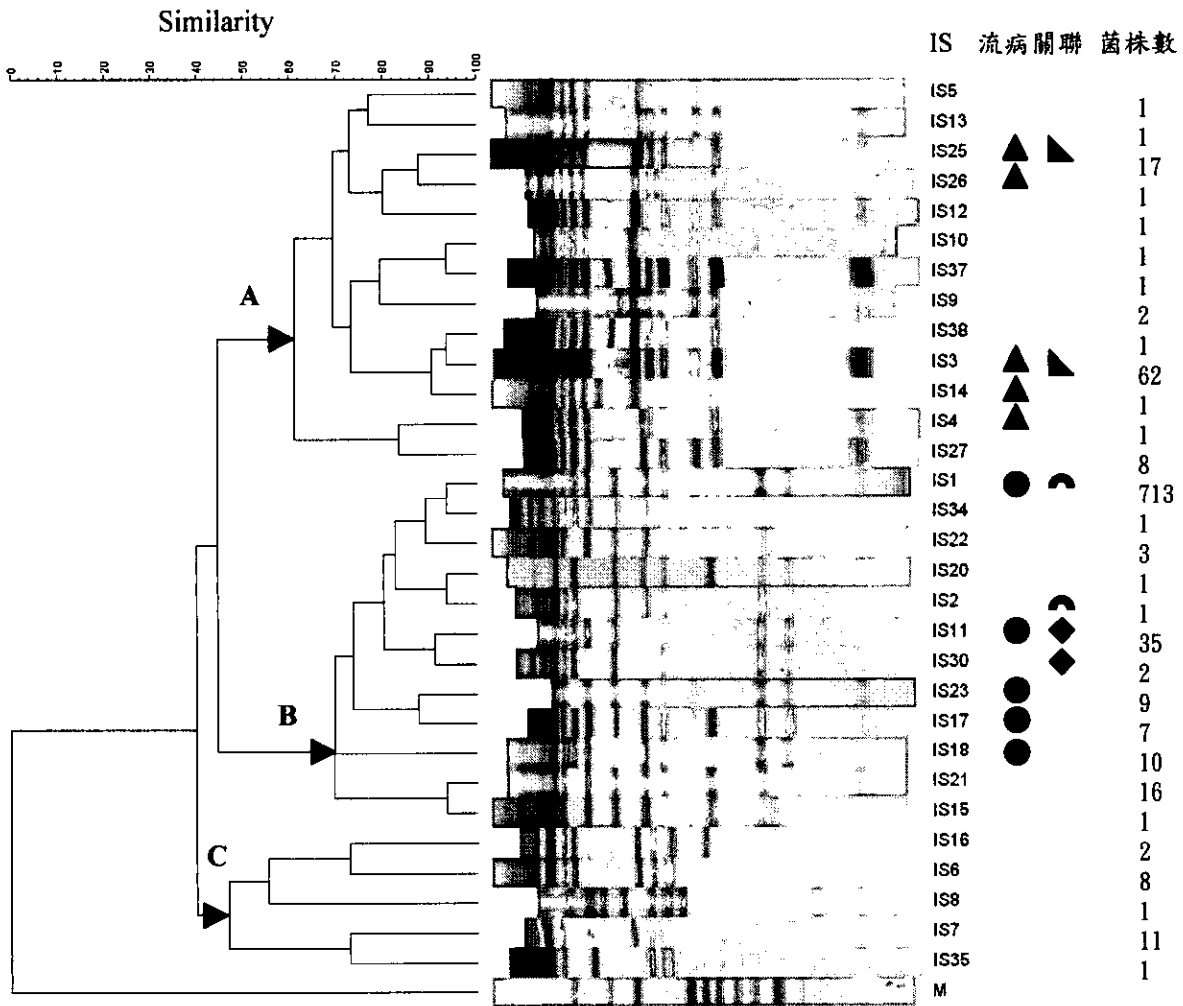 Similarity
IS 流病關聯 菌株數
0 10 20 30 40 50 60 70 80 90 100
IS5 1
IS13 1
IS25 17
IS26 1
IS12 1
IS10 1
IS37 1
IS9 2
A
IS38 1
IS3 62
IS14 1
IS4 1
IS27 8
IS1 713
IS34 1
IS22 3
IS20 1
IS2 1
IS11 35
IS30 2
IS23 9
B
IS17 7
IS18 10
IS21 16
IS15 1
IS16 2
C
IS6 8
IS8 1
IS7 11
IS35 1
M